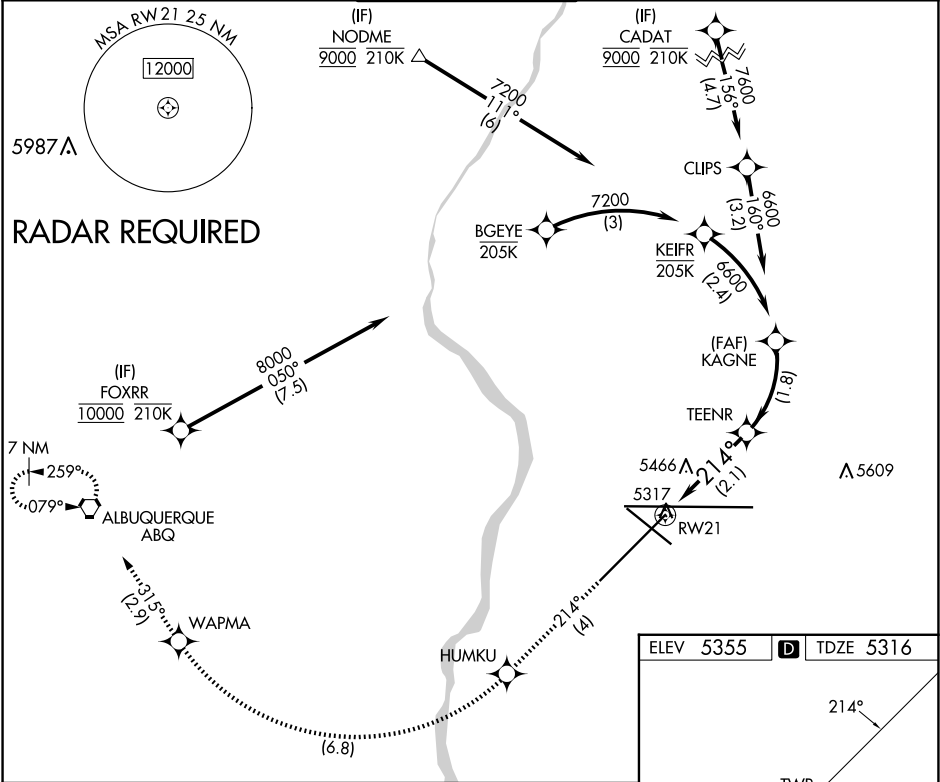 MSA RW 21 25 NM
12000
5987
RADAR REQUIRED
(IF)
NODME
9000 210K
7200
111°
(6)
(IF)
CADAT
9000 210K
7600
156°
(4.7)
CLIPS
6600
160°
(3.2)
BGEYE
205K
7200
(3)
KEIFR
205K
6600
(2.4)
(FAF)
KAGNE
(1.8)
TEENR
214°
(2.1)
5466
5609
5317
RW21
(IF)
FOXRR
10000 210K
8000
050°
(7.5)
7 NM
259°
079°
ALBUQUERQUE
ABQ
315°
(2.9)
WAPMA
(6.8)
HUMKU
214°
(4)
ELEV 5355 D TDZE 5316
214°
TWR